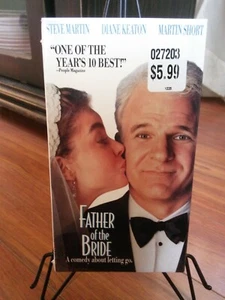 STEVE MARTIN DIANE KEATON MARTIN SHORT
"ONE OF THE
YEAR'S 10 BEST!"
—People Magazine
027203
$5.99
FATHER
of the
BRIDE
A comedy about letting go.